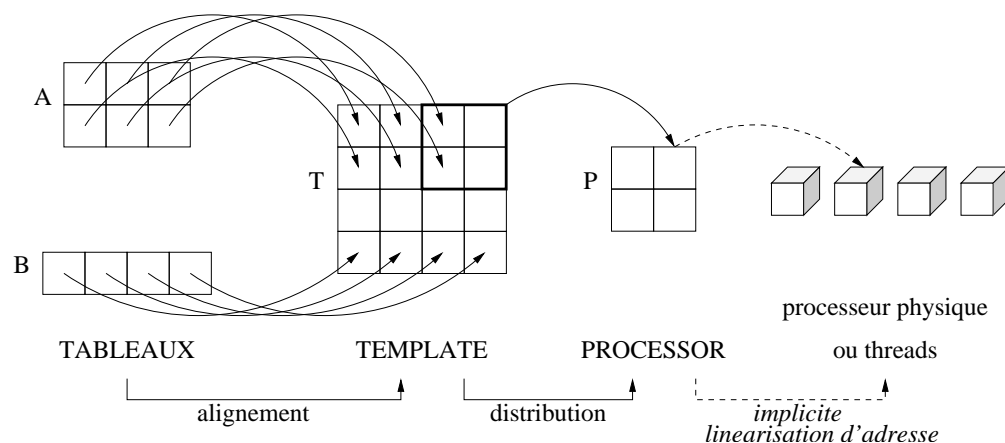 A
T
P
B
processeur physique
TABLEAUX
TEMPLATE
PROCESSOR
ou threads
alignement
distribution
implicite
linearisation d'adresse